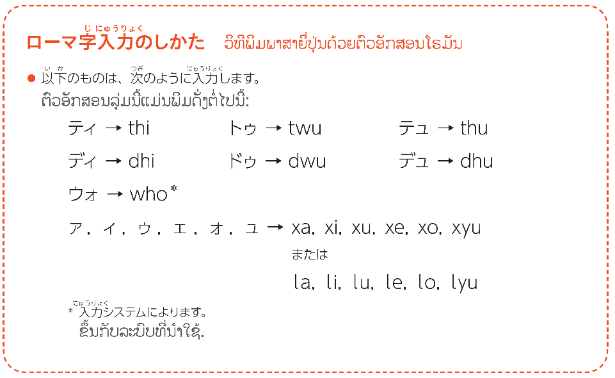 ローマ字入力のしかた ວິທີພິມພາສາຍີ່ປຸ່ນດ້ວຍຕົວອັກສອນໂຣມັນ
● 以下のものは、次のように入力します。
ຕົວອັກສອນລຸ່ມນີ້ແມ່ນພິມດັ່ງຕໍ່ໄປນີ້:
ティ → thi トゥ → twu テュ → thu
ディ → dhi ドゥ → dwu デュ → dhu
ウォ → who*
ァ, ィ, ゥ, ェ, ォ, ュ → xa, xi, xu, xe, xo, xyu
または
la, li, lu, le, lo, lyu
* 入力システムによります。
ຂຶ້ນກັບລະບົບທີ່ນຳໃຊ້.